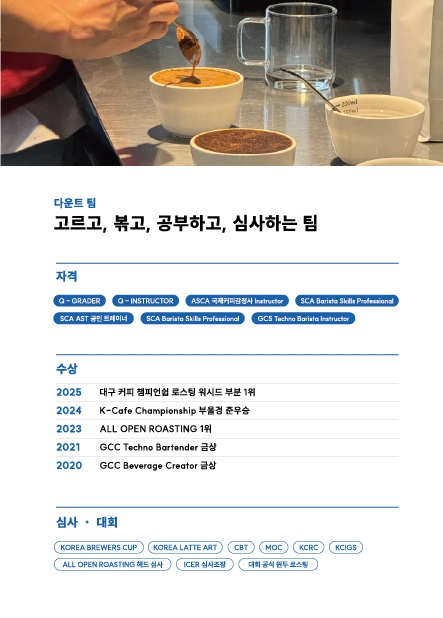 200ml
다운트 팀
고르고, 볶고, 공부하고, 심사하는 팀
자격
Q - GRADER Q - INSTRUCTOR ASCA 국제커피감정사 Instructor SCA Barista Skills Professional
SCA AST 공인 트레이너 SCA Barista Skills Professional GCS Techno Barista Instructor
수상
2025 대구 커피 챔피언쉽 로스팅 워시드 부분 1위
2024 K-Cafe Championship 부울경 준우승
2023 ALL OPEN ROASTING 1위
2021 GCC Techno Bartender 금상
2020 GCC Beverage Creator 금상
심사 · 대회
KOREA BREWERS CUP KOREA LATTE ART CBT MOC KCRC KCIGS
ALL OPEN ROASTING 헤드 심사 ICER 심사조장 대회 공식 원두 로스팅